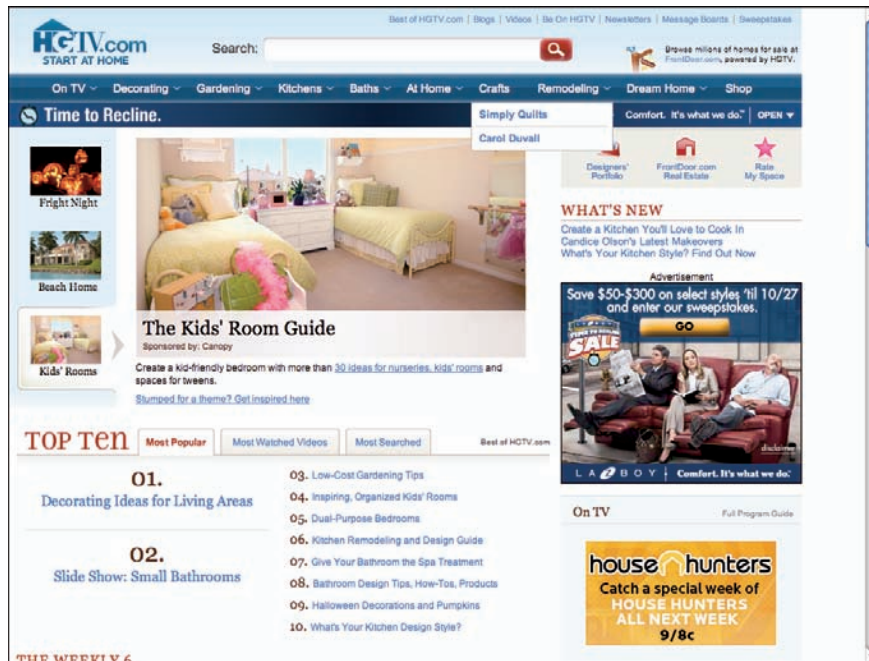 Best of HGTV.com | Blogs | Videos | Be On HGTV | Newsletters | Message Boards | Sweepstakes
HGTV.com
START AT HOME
Search:
Browse millions of homes for sale at
FrontDoor.com, powered by HGTV.
On TV Decorating Gardening Kitchens Baths At Home Crafts Remodeling Dream Home Shop
Time to Recline.
Comfort. It's what we do.™ | OPEN
Simply Quilts
Carol Duvall
Designers' Portfolio
FrontDoor.com Real Estate
Rate My Space
Fright Night
Beach Home
Kids' Rooms
The Kids' Room Guide
Sponsored by: Canopy
Create a kid-friendly bedroom with more than 30 ideas for nurseries, kids' rooms and
spaces for tweens.
Stumped for a theme? Get inspired here
WHAT'S NEW
Create a Kitchen You'll Love to Cook In
Candice Olson's Latest Makeovers
What's Your Kitchen Style? Find Out Now
Advertisement
Save $50-$300 on select styles 'til 10/27
and enter our sweepstakes.
GO
SALE
disclaimer
LA Z BOY | Comfort. It's what we do.™
TOP TEN
Most Popular
Most Watched Videos
Most Searched
Best of HGTV.com
01.
Decorating Ideas for Living Areas
02.
Slide Show: Small Bathrooms
03. Low-Cost Gardening Tips
04. Inspiring, Organized Kids' Rooms
05. Dual-Purpose Bedrooms
06. Kitchen Remodeling and Design Guide
07. Give Your Bathroom the Spa Treatment
08. Bathroom Design Tips, How-Tos, Products
09. Halloween Decorations and Pumpkins
10. What's Your Kitchen Design Style?
On TV
Full Program Guide
house hunters
Catch a special week of
HOUSE HUNTERS
ALL NEXT WEEK
9/8c
THE WEEKLY 6